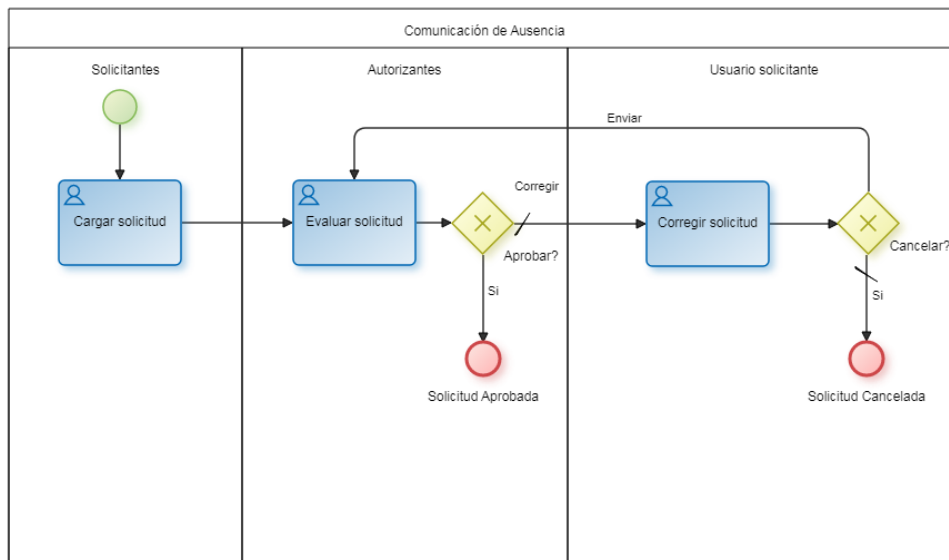 Comunicación de Ausencia
Solicitantes
Autorizantes
Usuario solicitante
Enviar
Cargar solicitud
Evaluar solicitud
Corregir
Aprobar?
Corregir solicitud
Cancelar?
Si
Si
Solicitud Aprobada
Solicitud Cancelada